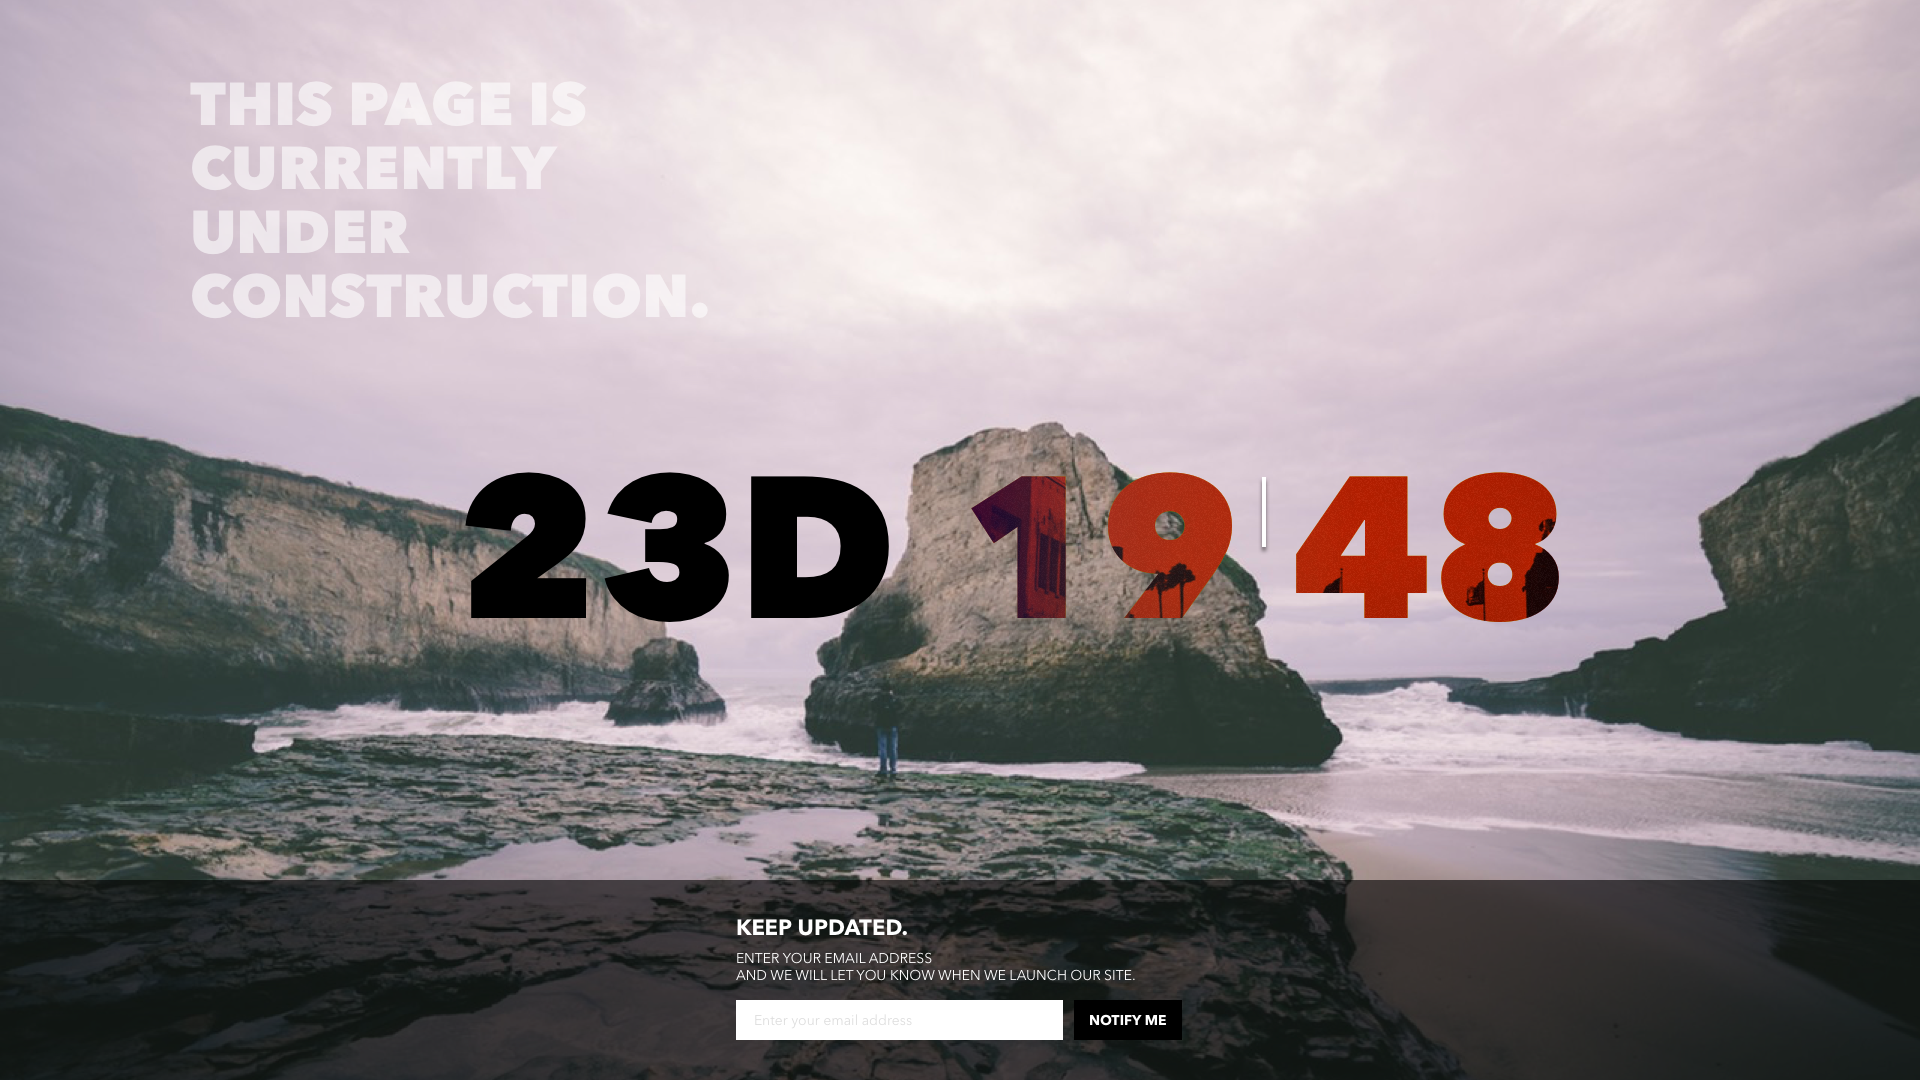 THIS PAGE IS
CURRENTLY
UNDER
CONSTRUCTION.
23D 19 48
KEEP UPDATED.
ENTER YOUR EMAIL ADDRESS
AND WE WILL LET YOU KNOW WHEN WE LAUNCH OUR SITE.
Enter your email address
NOTIFY ME